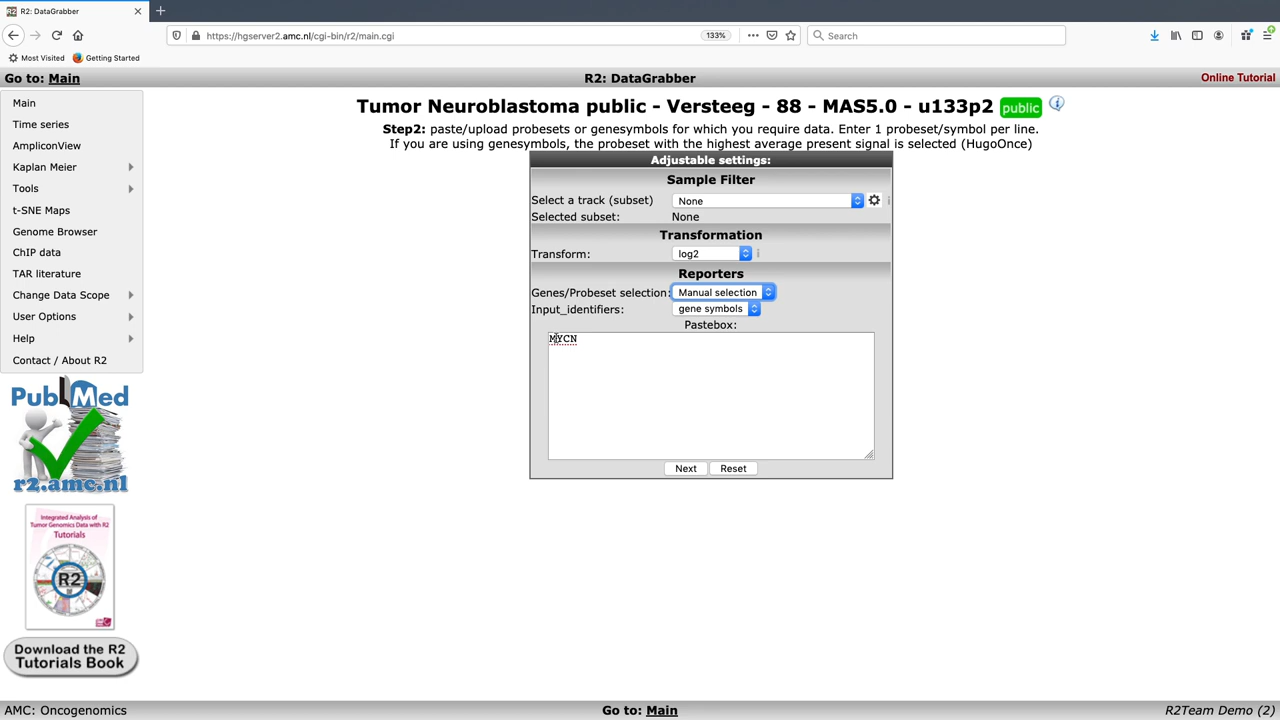 R2: DataGrabber
https://hgserver2.amc.nl/cgi-bin/r2/main.cgi
133%
Search
Most Visited
Getting Started
Go to: Main
R2: DataGrabber
Online Tutorial
Main
Time series
AmpliconView
Kaplan Meier
Tools
t-SNE Maps
Genome Browser
ChIP data
TAR literature
Change Data Scope
User Options
Help
Contact / About R2
PubMed
r2.amc.nl
Integrated Analysis of
Tumor Genomics Data with R2
Tutorials
R2
Download the R2
Tutorials Book
Tumor Neuroblastoma public - Versteeg - 88 - MAS5.0 - u133p2 public
Step2: paste/upload probesets or genesymbols for which you require data. Enter 1 probeset/symbol per line.
If you are using genesymbols, the probeset with the highest average present signal is selected (HugoOnce)
Adjustable settings:
Sample Filter
Select a track (subset) None
Selected subset: None
Transformation
Transform: log2
Reporters
Genes/Probeset selection: Manual selection
Input_identifiers: gene symbols
Pastebox:
MYCN
Next Reset
AMC: Oncogenomics
Go to: Main
R2Team Demo (2)